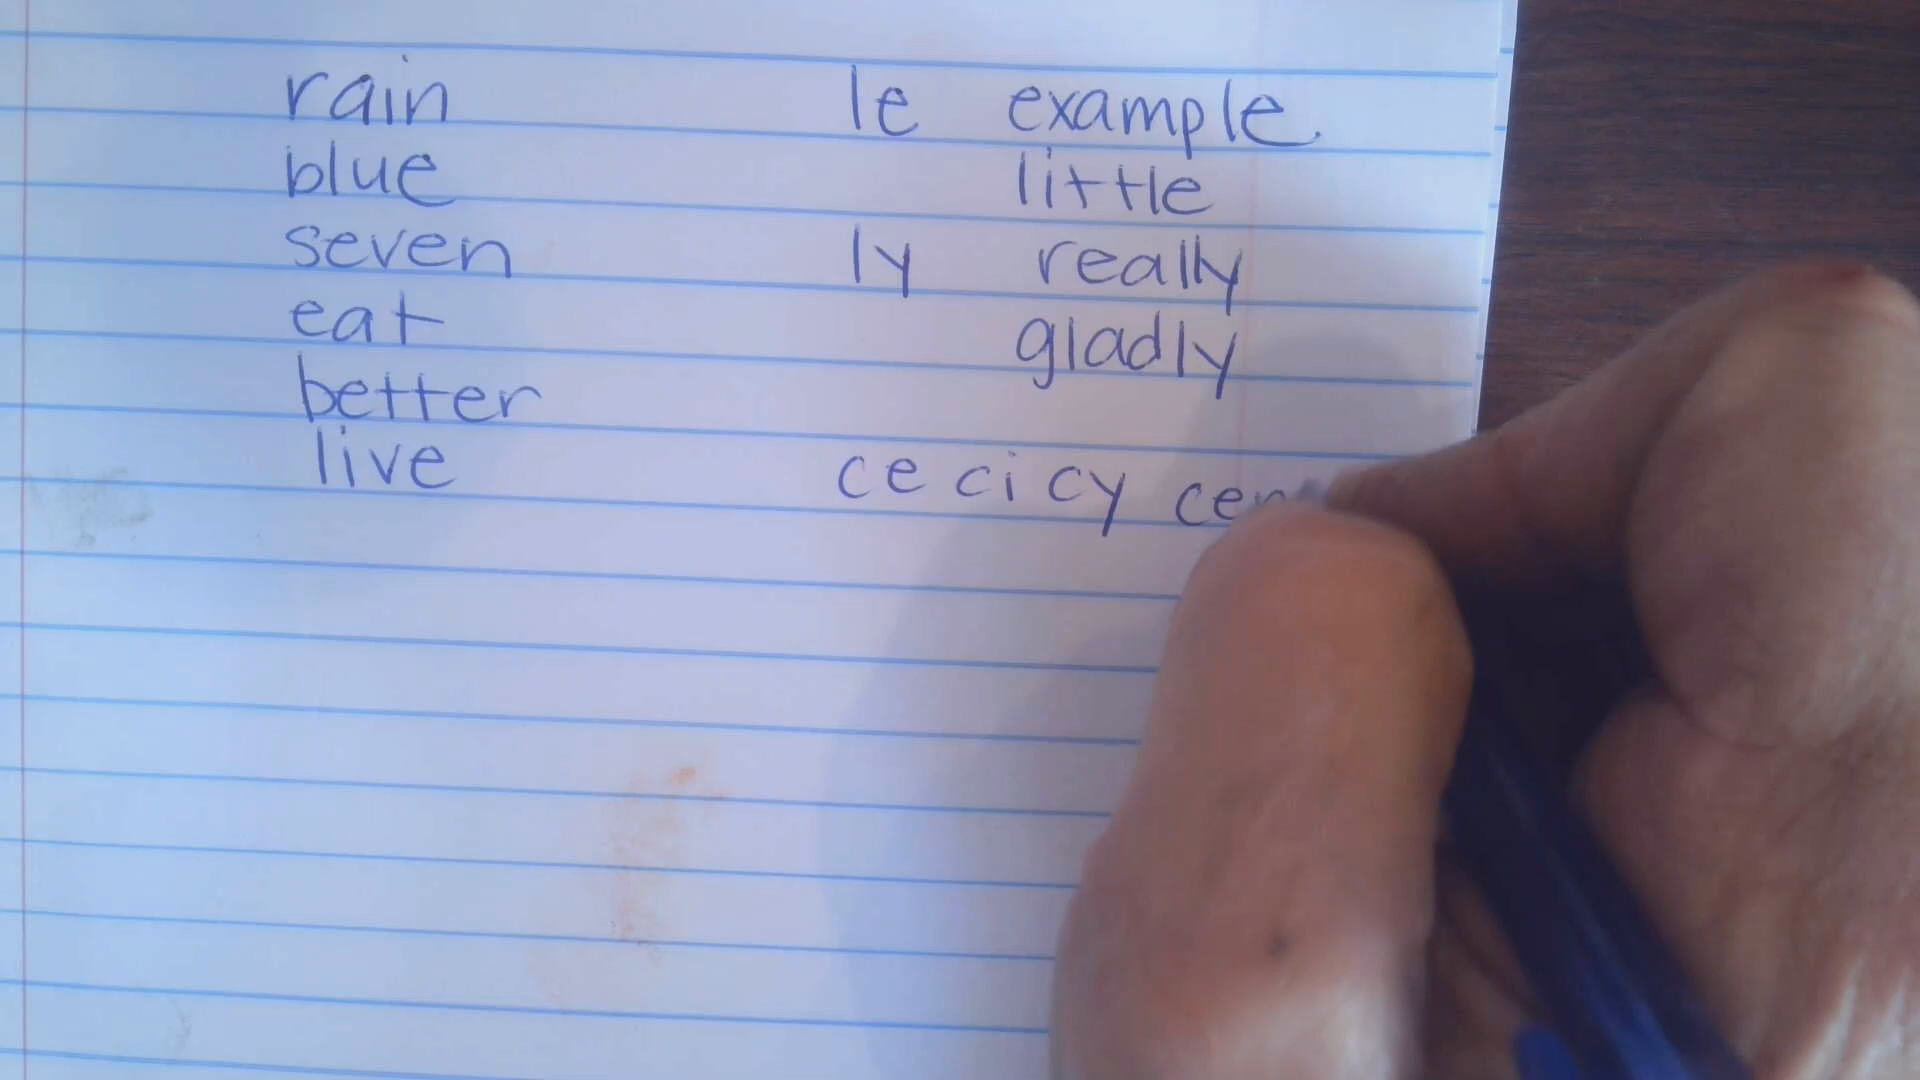 rain
blue
seven
eat
better
live
le example
little
ly really
gladly
ce ci cy